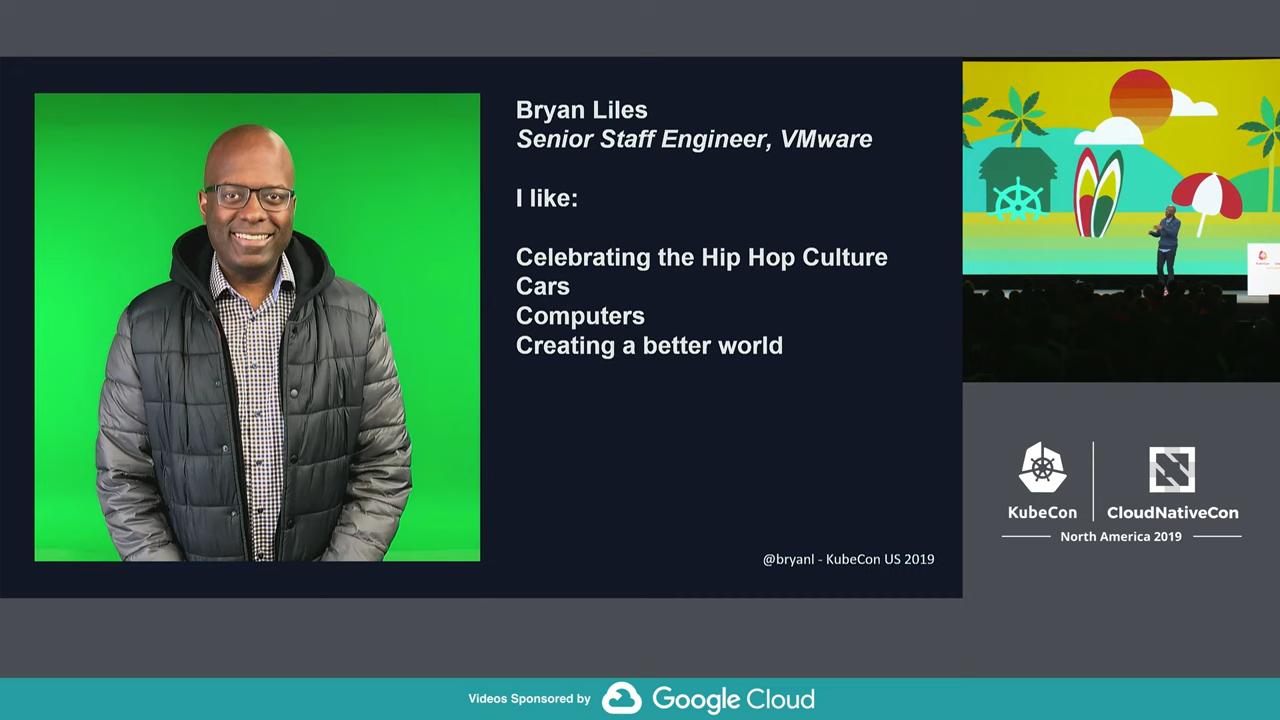 Bryan Liles
Senior Staff Engineer, VMware
I like:
Celebrating the Hip Hop Culture
Cars
Computers
Creating a better world
@bryanl - KubeCon US 2019
KubeCon
CloudNativeCon
North America 2019
Videos Sponsored by Google Cloud